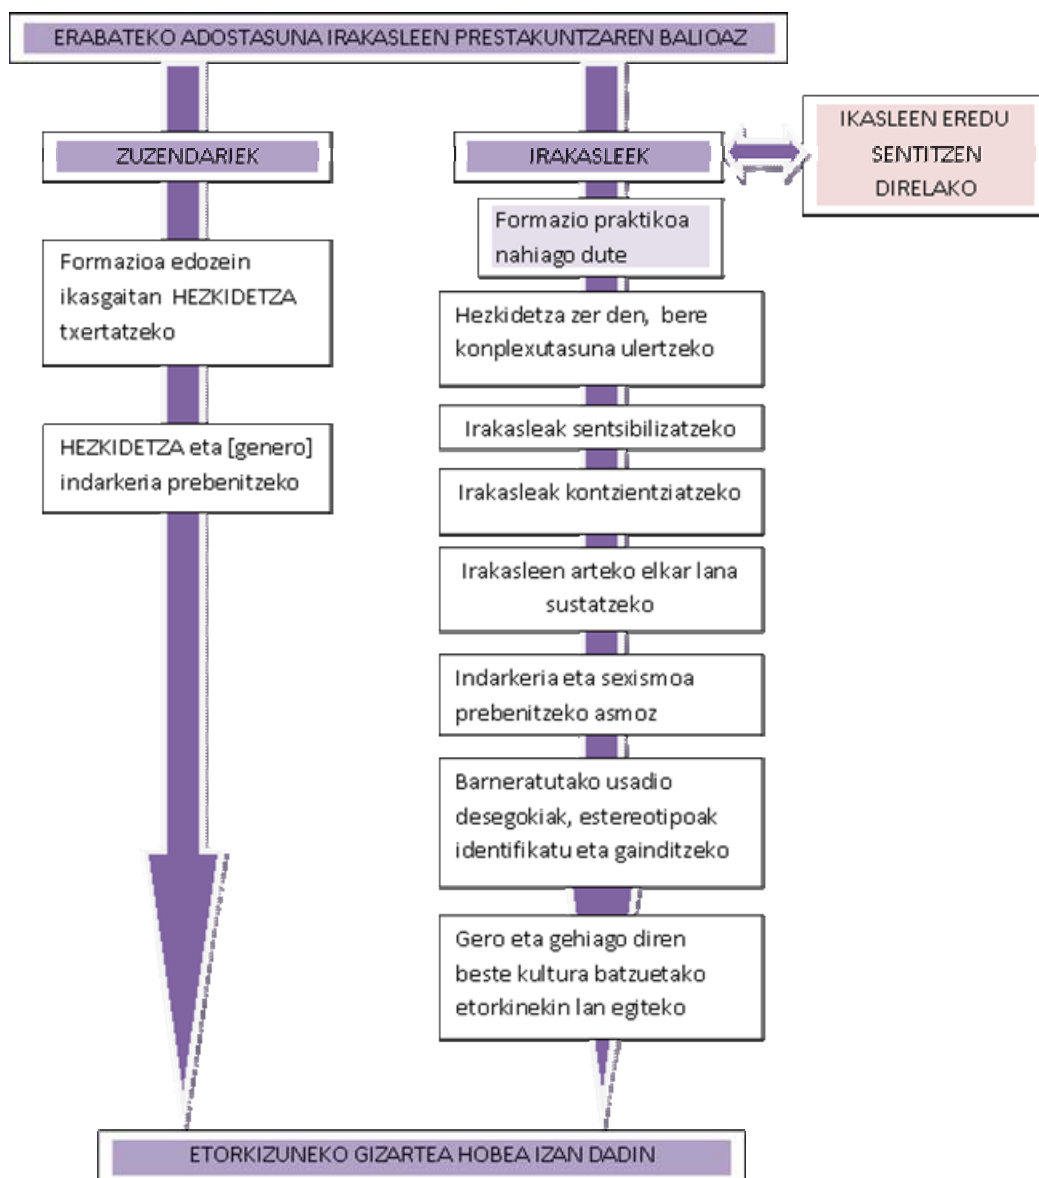 ERABATEKO ADOSTASUNA IRAKASLEEN PRESTAKUNTZAREN BALIOAZ
ZUZENDARIEK
Formazioa edozein
ikasgaitan HEZKIDETZA
txertatzeko
HEZKIDETZA eta [genero]
indarkeria prebenitzeko
IRAKASLEEK
IKASLEEN EREDU
SENTITZEN
DIRELAKO
Formazio praktikoa
nahiago dute
Hezkidetza zer den, bere
konplexutasuna ulertzeko
Irakasleak sentsibilizatzeko
Irakasleak kontzientziatzeko
Irakasleen arteko elkar lana
sustatzeko
Indarkeria eta sexismoa
prebenitzeko asmoz
Barneratutako usadio
desegokiak, estereotipoak
identifikatu eta gainditzeko
Gero eta gehiago diren
beste kultura batzuetako
etorkinekin lan egiteko
ETORKIZUNEKO GIZARTEA HOBEA IZAN DADIN